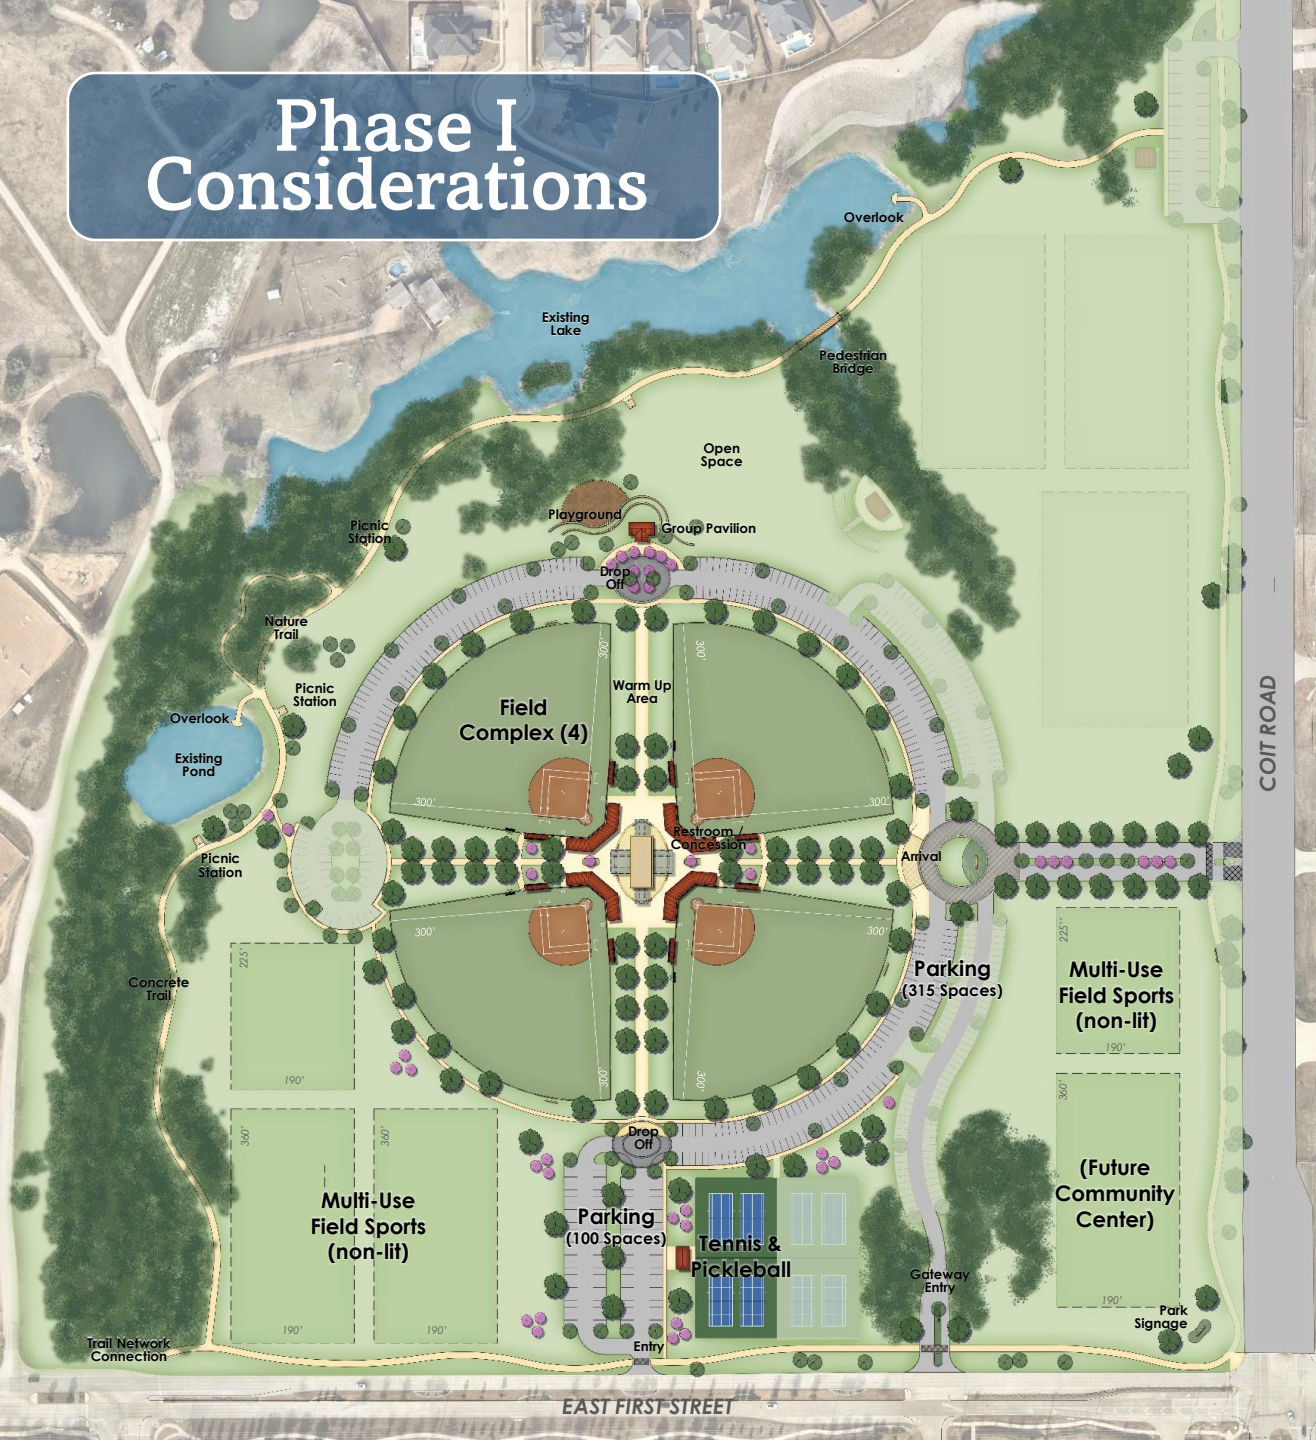 Phase I
Considerations
Overlook
Existing
Lake
Pedestrian
Bridge
Open
Space
Playground
Group Pavilion
Picnic
Station
Drop
Off
Nature
Trail
300'
300'
Warm Up
Area
Picnic
Station
Field
Complex (4)
Overlook
Existing
Pond
COIT ROAD
300'
300'
Restroom /
Concession
Arrival
Picnic
Station
300'
300'
225'
225'
Concrete
Trail
Parking
(315 Spaces)
Multi-Use
Field Sports
(non-lit)
190'
190'
300'
300'
360'
360'
360'
Drop
Off
Multi-Use
Field Sports
(non-lit)
Parking
(100 Spaces)
Tennis &
Pickleball
(Future
Community
Center)
Gateway
Entry
190'
Park
Signage
190'
190'
Trail Network
Connection
Entry
EAST FIRST STREET